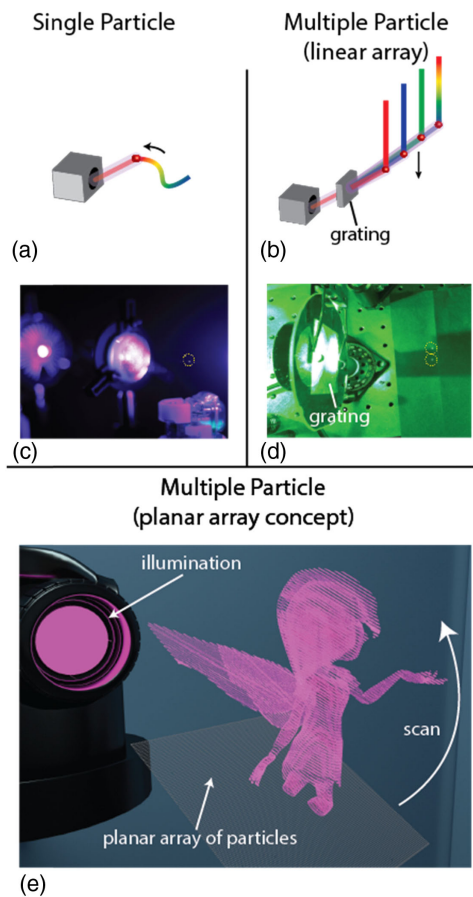 Single Particle
Multiple Particle
(linear array)
grating
(a)
(b)
grating
(c)
(d)
Multiple Particle
(planar array concept)
illumination
scan
planar array of particles
(e)